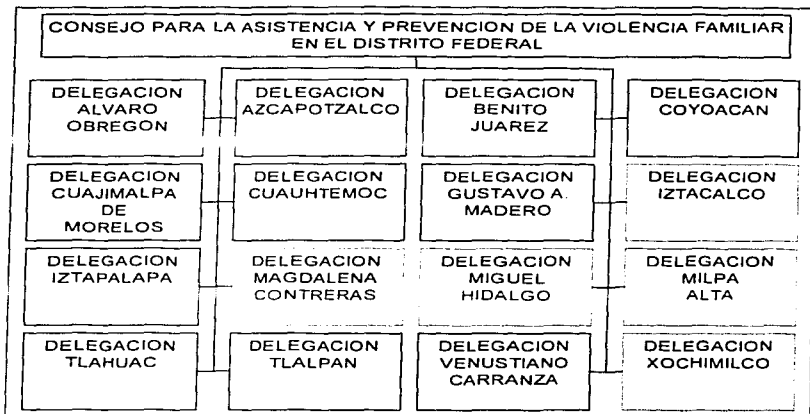 CONSEJO PARA LA ASISTENCIA Y PREVENCION DE LA VIOLENCIA FAMILIAR
EN EL DISTRITO FEDERAL
DELEGACION
ALVARO
OBREGON
DELEGACION
AZCAPOTZALCO
DELEGACION
BENITO
JUAREZ
DELEGACION
COYOACAN
DELEGACION
CUAJIMALPA
DE
MORELOS
DELEGACION
CUAUHTEMOC
DELEGACION
GUSTAVO A.
MADERO
DELEGACION
IZTACALCO
DELEGACION
IZTAPALAPA
DELEGACION
MAGDALENA
CONTRERAS
DELEGACION
MIGUEL
HIDALGO
DELEGACION
MILPA
ALTA
DELEGACION
TLAHUAC
DELEGACION
TLALPAN
DELEGACION
VENUSTIANO
CARRANZA
DELEGACION
XOCHIMILCO